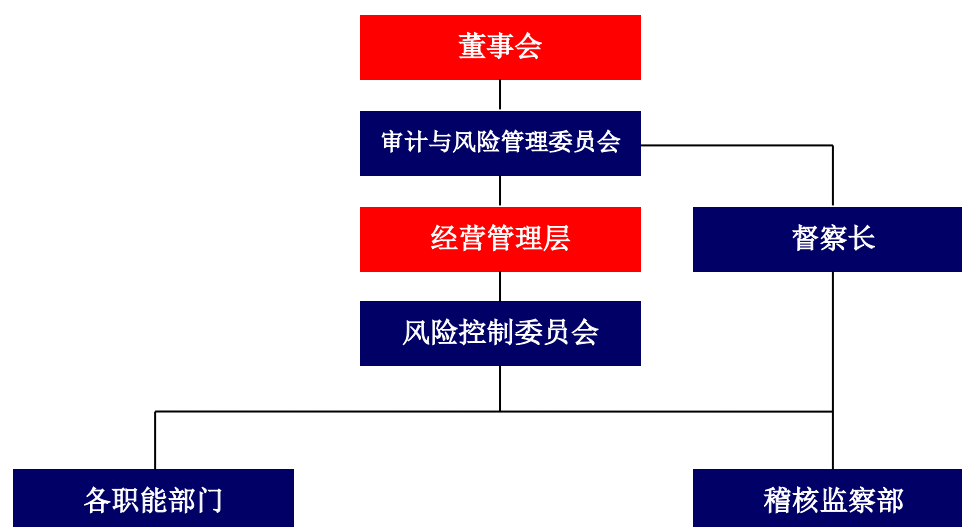 董事会
审计与风险管理委员会
经营管理层
督察长
风险控制委员会
各职能部门
稽核监察部